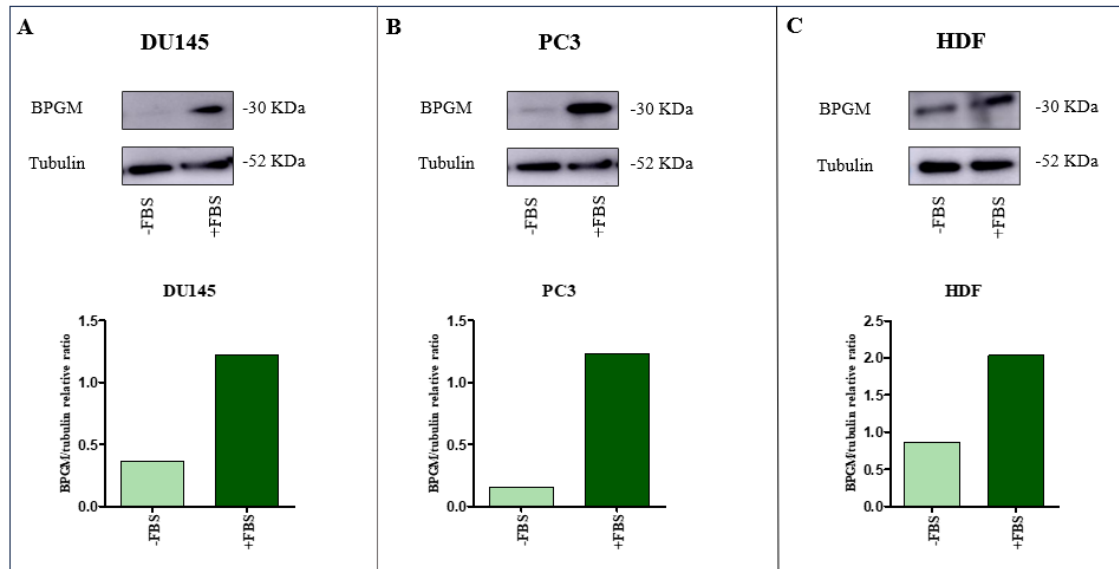 A
DU145
BPGM
-30 KDa
Tubulin
-52 KDa
-FBS
+FBS
DU145
BPGM/tubulin relative ratio
1.5
1.0
0.5
0.0
-FBS
+FBS
B
PC3
BPGM
-30 KDa
Tubulin
-52 KDa
-FBS
+FBS
PC3
BPGM/tubulin relative ratio
1.5
1.0
0.5
0.0
-FBS
+FBS
C
HDF
BPGM
-30 KDa
Tubulin
-52 KDa
-FBS
+FBS
HDF
BPGM/tubulin relative ratio
2.5
2.0
1.5
1.0
0.5
0.0
-FBS
+FBS